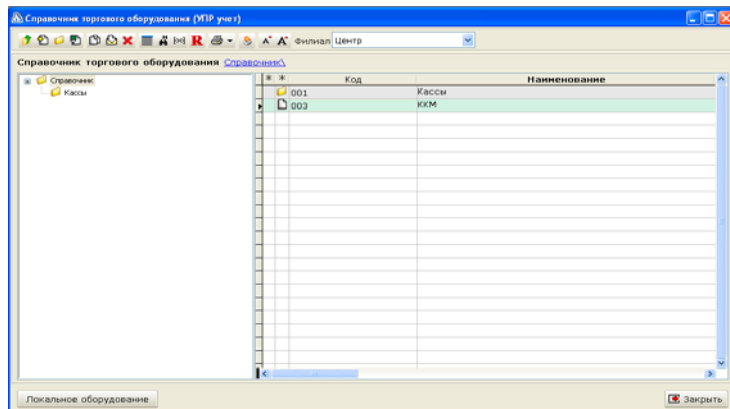 Справочник торгового оборудования (УПР учет)
Филиал Центр
Справочник торгового оборудования Справочник\
Справочник
Кассы
* * Код Наименование
001 Кассы
003 ККМ
Локальное оборудование Закрыть